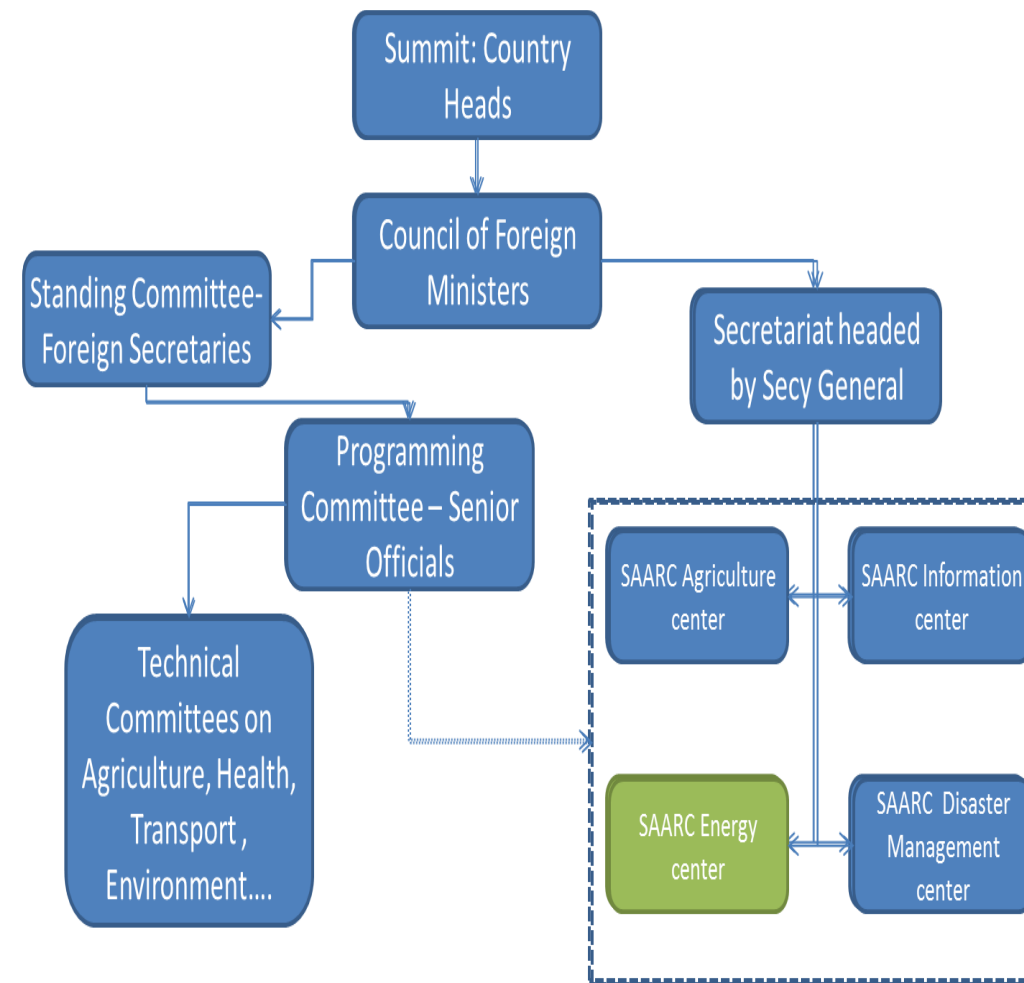 Summit: Country
Heads
Council of Foreign
Ministers
Standing Committee-
Foreign Secretaries
Secretariat headed
by Secy General
Programming
Committee – Senior
Officials
SAARC Agriculture
center
SAARC Information
center
Technical
Committees on
Agriculture, Health,
Transport ,
Environment....
SAARC Energy
center
SAARC  Disaster
Management
center